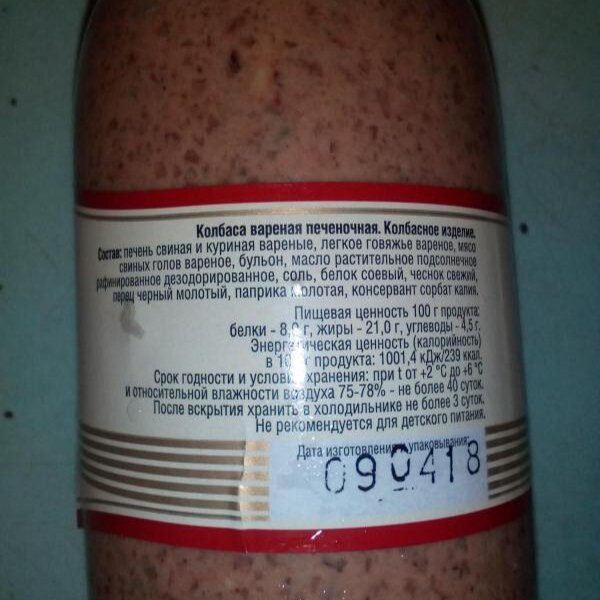 Колбаса вареная печеночная. Колбасное изделие.
Состав: печень свиная и куриная вареные, легкое говяжье вареное, мясо
свиных голов вареное, бульон, масло растительное подсолнечное
рафинированное дезодорированное, соль, белок соевый, чеснок свежий,
перец черный молотый, паприка молотая, консервант сорбат калия.
Пищевая ценность 100 г продукта:
белки - г, жиры - 21,0 г, углеводы - 4,5 г.
Энергетическая ценность (калорийность)
в 100 г продукта: 1001,4 кДж/239 ккал.
Срок годности и условия хранения: при t от +2 °C до +6 °C
и относительной влажности воздуха 75-78% - не более 40 суток.
После вскрытия хранить в холодильнике не более 3 суток.
Не рекомендуется для детского питания.
Дата изготовления упаковывания:
090418